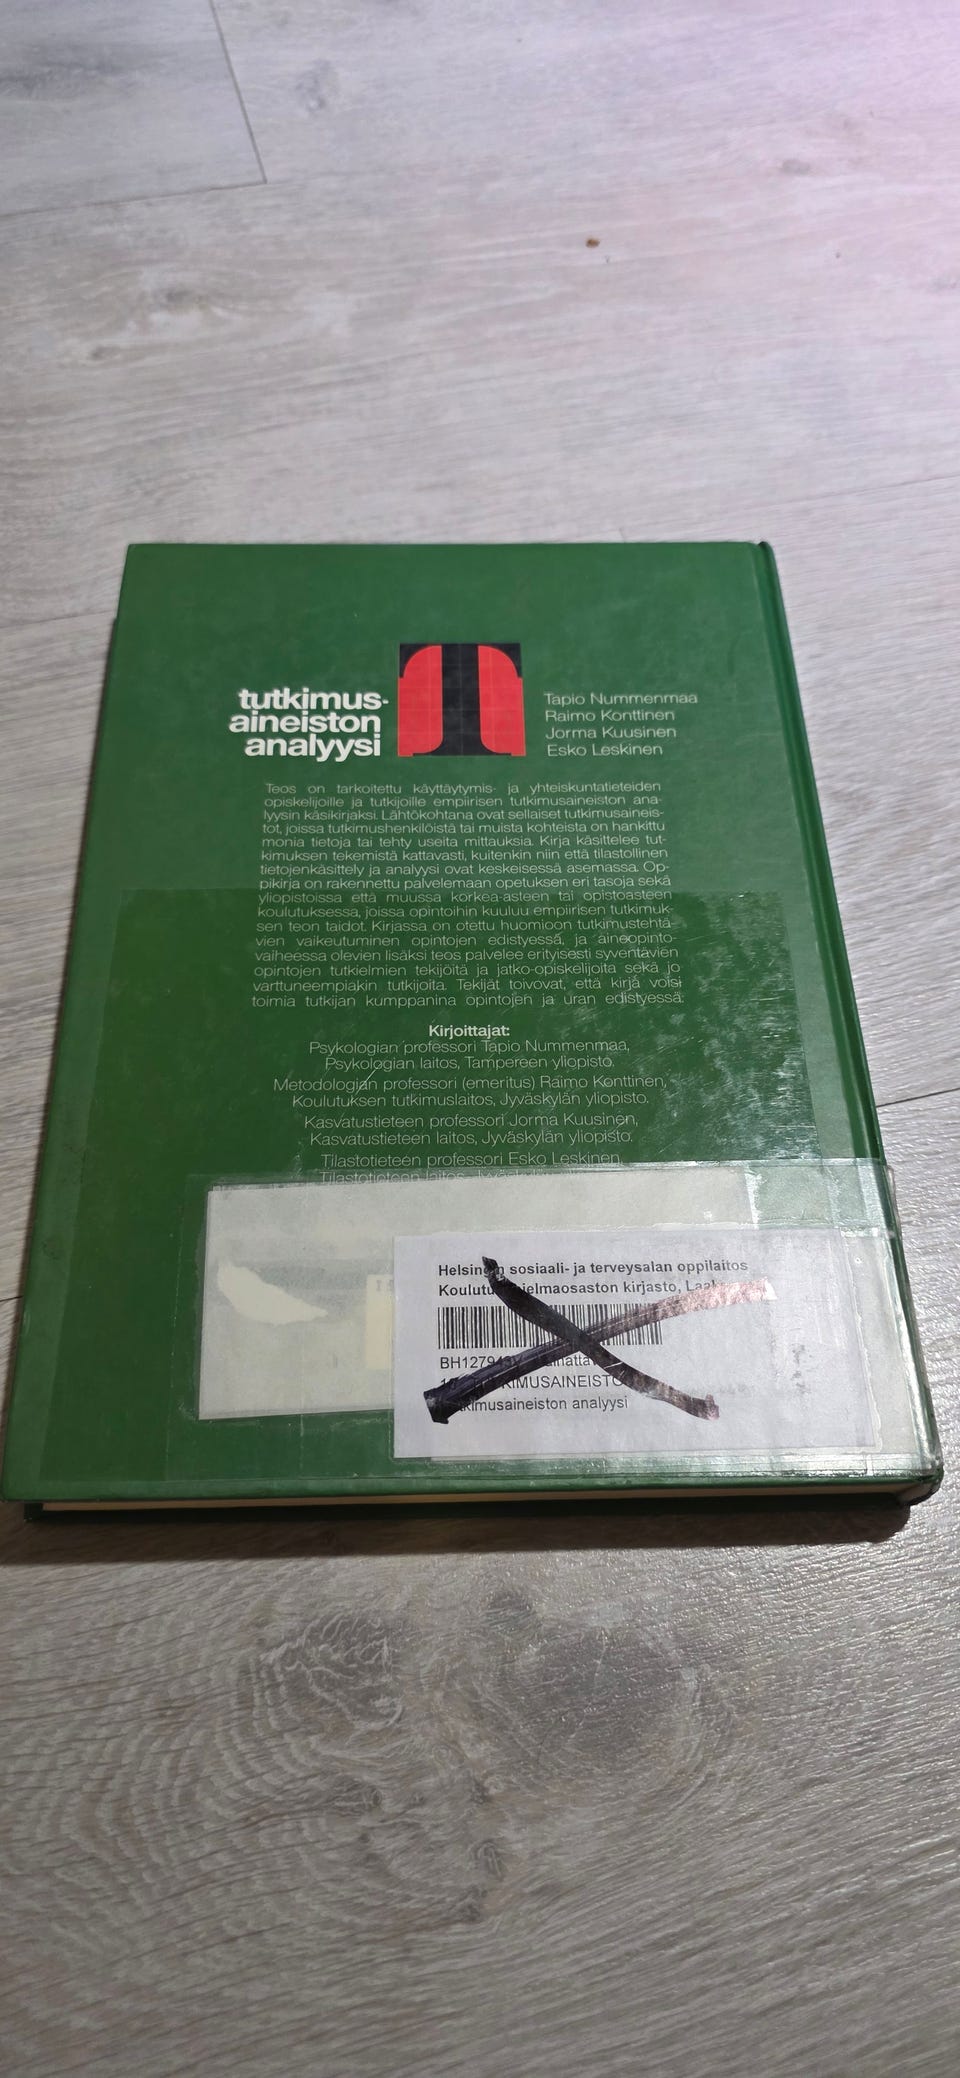 tutkimus-
aineiston
analyysi
Tapio Nummenmaa
Raimo Konttinen
Jorma Kuusinen
Esko Leskinen
Teos on tarkoitettu käyttäytymis- ja yhteiskuntatieteiden
opiskelijoille ja tutkijoille empiirisen tutkimusaineiston ana-
lyysin käsikirjaksi. Lähtökohtana ovat sellaiset tutkimusaineis-
tot, joissa tutkimushenkilöistä tai muista kohteista on hankittu
monia tietoja tai tehty useita mittauksia. Kirja käsittelee tut-
kimuksen tekemistä kattavasti, kuitenkin niin että tilastollinen
tietojenkäsittely ja analyysi ovat keskeisessä asemassa. Op-
pikirja on rakennettu palvelemaan opetuksen eri tasoja sekä
yliopistoissa että muussa korkea-asteen tai opistoasteen
koulutuksessa, joissa opintoihin kuuluu empiirisen tutkimuk-
sen teon taidot. Kirjassa on otettu huomioon tutkimustehtä-
vien vaikeutuminen opintojen edistyessä, ja aineopinto-
vaiheessa olevien lisäksi teos palvelee erityisesti syventävien
opintojen tutkielmien tekijöitä ja jatko-opiskelijoita sekä jo
varttuneempiakin tutkijoita. Tekijät toivovat, että kirja voisi
toimia tutkijan kumppanina opintojen ja uran edistyessä.
Kirjoittajat:
Psykologian professori Tapio Nummenmaa,
Psykologian laitos, Tampereen yliopisto.
Metodologian professori (emeritus) Raimo Konttinen,
Koulutuksen tutkimuslaitos, Jyväskylän yliopisto.
Kasvatustieteen professori Jorma Kuusinen,
Kasvatustieteen laitos, Jyväskylän yliopisto.
Tilastotieteen professori Esko Leskinen,
Tilastotieteen laitos,
Helsingin sosiaali- ja terveysalan oppilaitos
kirjasto,
analyysi